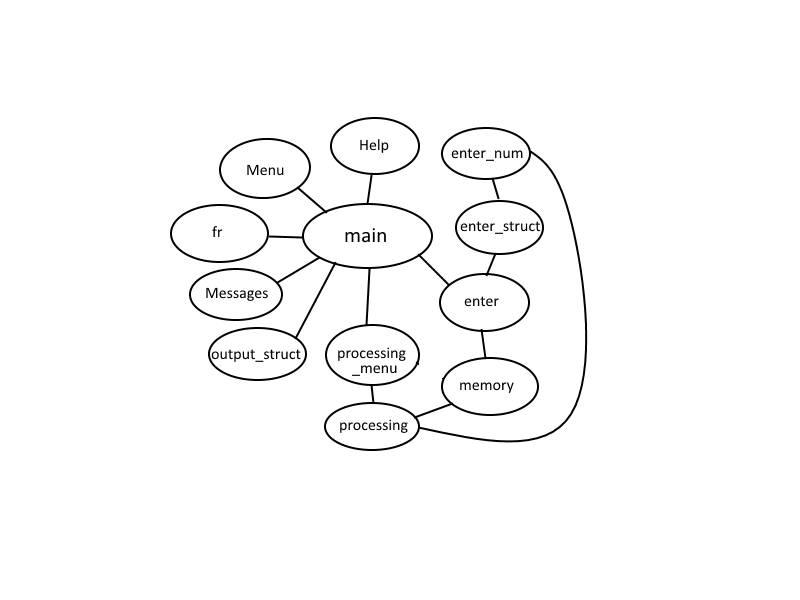 Help
enter_num
Menu
enter_struct
fr
main
Messages
enter
output_struct
processing
_menu
memory
processing